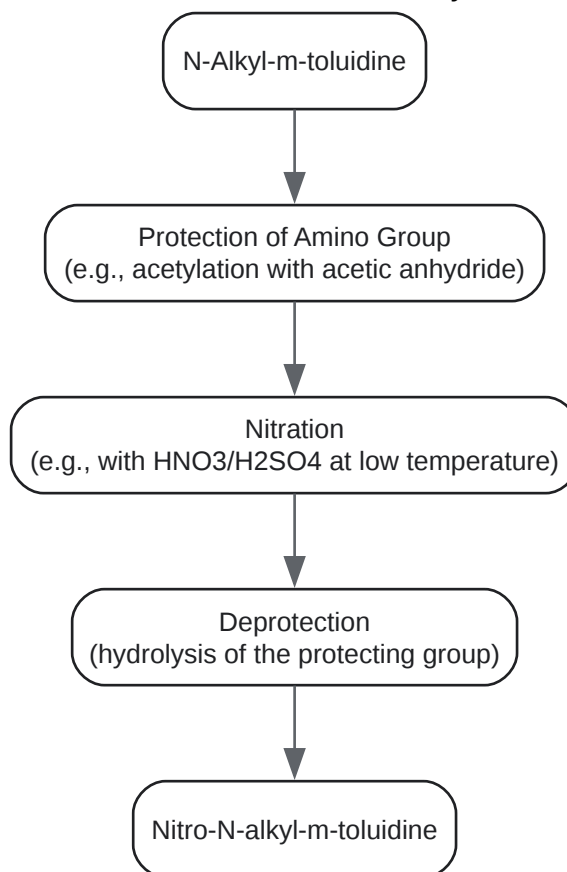 N-Alkyl-m-toluidine
Protection of Amino Group
(e.g., acetylation with acetic anhydride)
Nitration
(e.g., with HNO3/H2SO4 at low temperature)
Deprotection
(hydrolysis of the protecting group)
Nitro-N-alkyl-m-toluidine